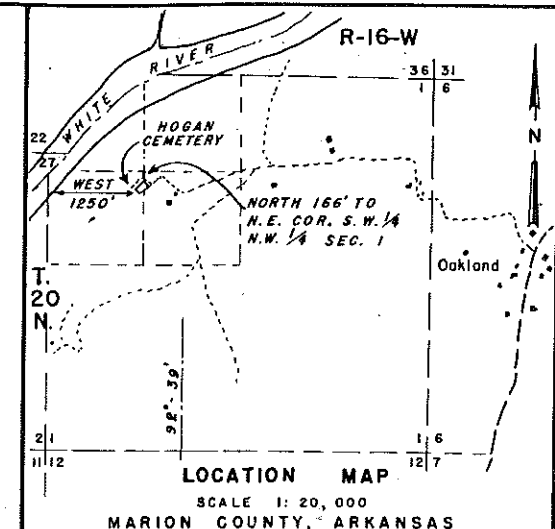 R-16-W
WHITE RIVER
36 31
1 6
22
27
HOGAN
CEMETERY
N
WEST
1250'
NORTH 166' TO
N.E. COR. S.W. 1/4
N.W. 1/4 SEC. 1
T.
20
N.
Oakland
92°-39'
2 1
11 12
1 6
12 7
LOCATION MAP
SCALE 1:20,000
MARION COUNTY, ARKANSAS